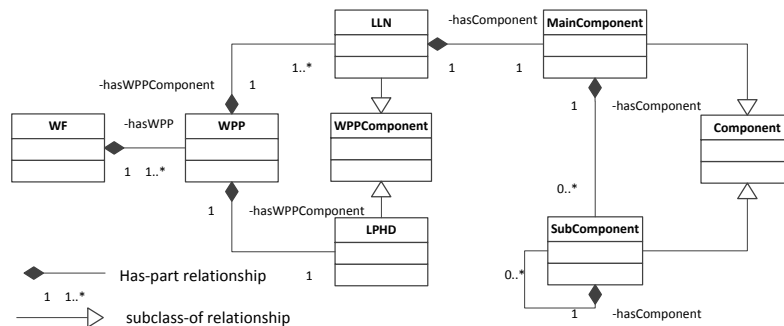 LLN -hasComponent MainComponent
1..* 1 1
-hasWPPComponent 1 1 -hasComponent
WF -hasWPP WPP WPPComponent Component
1 1..*
1 -hasWPPComponent 0..*
LPHD SubComponent
Has-part relationship 1 0..*
1 1..* 1 -hasComponent
subclass-of relationship